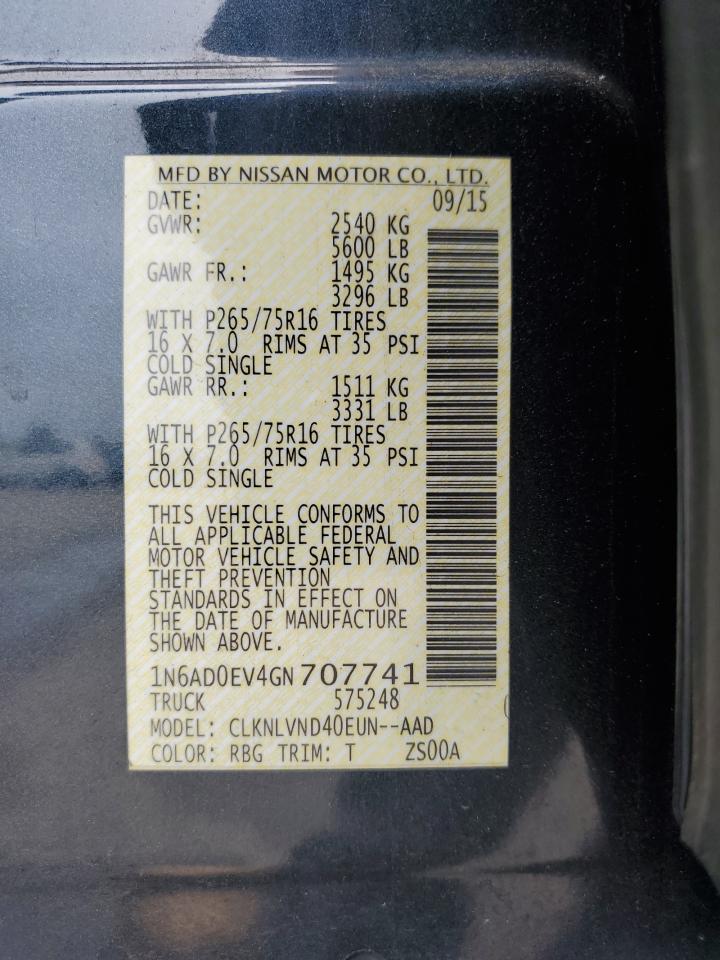 MFD BY NISSAN MOTOR CO., LTD.
DATE: 09/15
GVWR: 2540 KG
5600 LB
GAWR FR.: 1495 KG
3296 LB
WITH P265/75R16 TIRES
16 X 7.0 RIMS AT 35 PSI
COLD SINGLE
GAWR RR.: 1511 KG
3331 LB
WITH P265/75R16 TIRES
16 X 7.0 RIMS AT 35 PSI
COLD SINGLE
THIS VEHICLE CONFORMS TO
ALL APPLICABLE FEDERAL
MOTOR VEHICLE SAFETY AND
THEFT PREVENTION
STANDARDS IN EFFECT ON
THE DATE OF MANUFACTURE
SHOWN ABOVE.
1N6AD0EV4GN707741
TRUCK 575248
MODEL: CLKNLVND40EUN--AAD
COLOR: RBG TRIM: T ZS00A